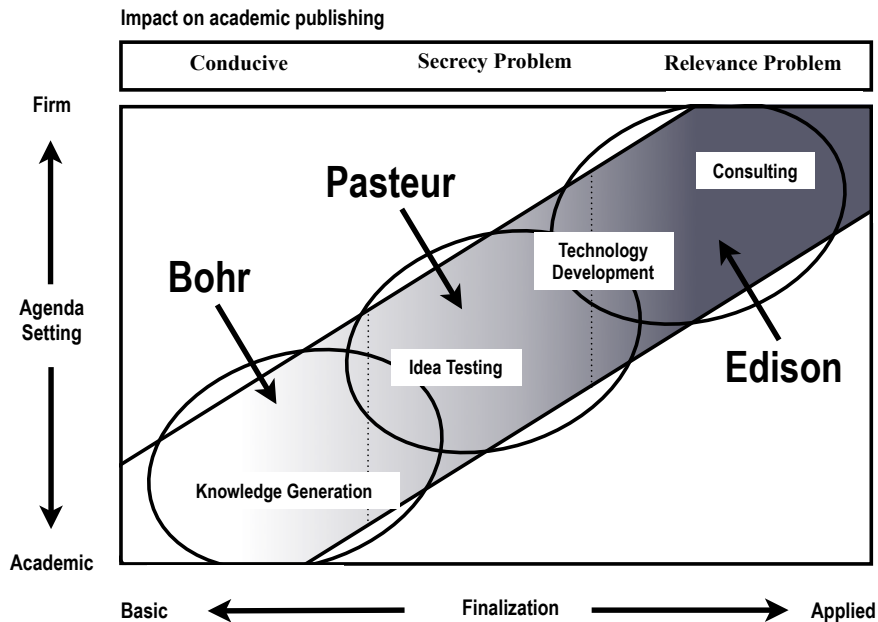 Impact on academic publishing
Conducive Secrecy Problem Relevance Problem
Firm
Consulting
Pasteur
Technology
Development
Bohr
Agenda
Setting
Idea Testing
Edison
Knowledge Generation
Academic
Basic Finalization Applied